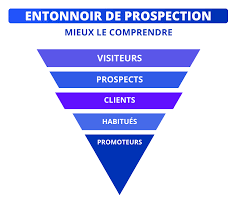 ENTONNOIR DE PROSPECTION
MIEUX LE COMPRENDRE
VISITEURS
PROSPECTS
CLIENTS
HABITUÉS
PROMOTEURS